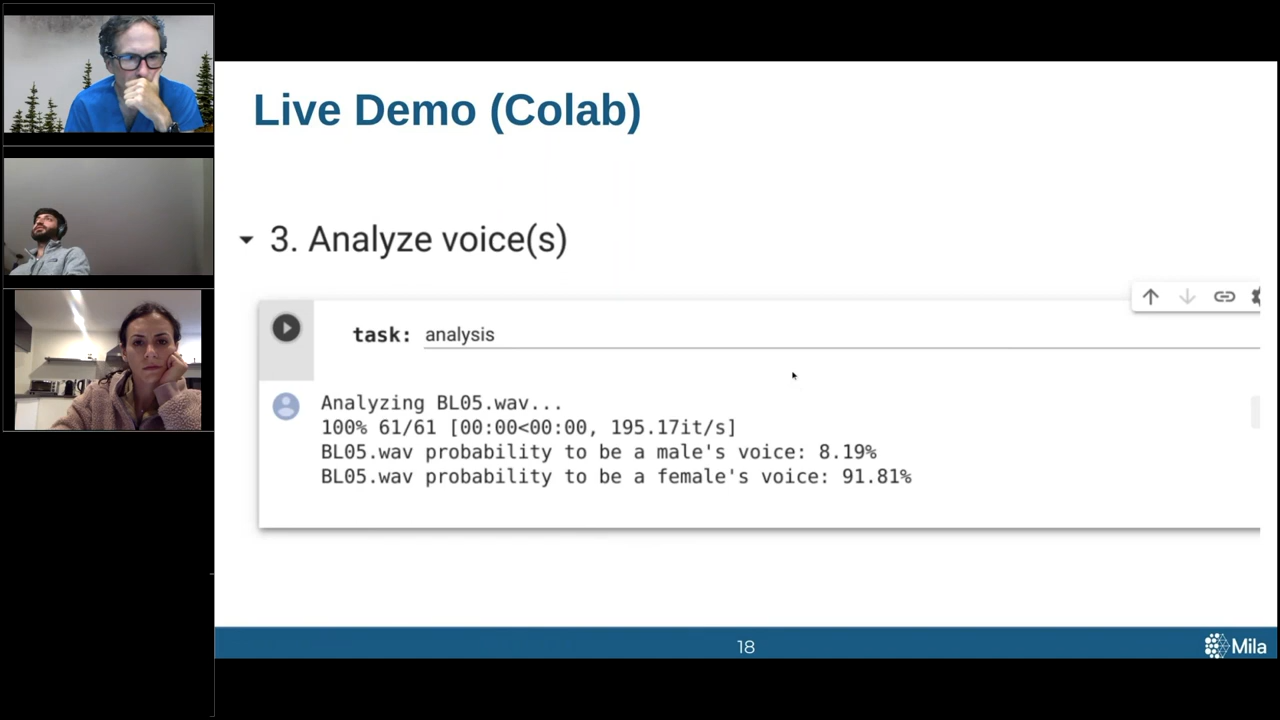 Live Demo (Colab)
3. Analyze voice(s)
task: analysis
Analyzing BL05.wav...
100% 61/61 [00:00<00:00, 195.17it/s]
BL05.wav probability to be a male's voice: 8.19%
BL05.wav probability to be a female's voice: 91.81%
18
Mila